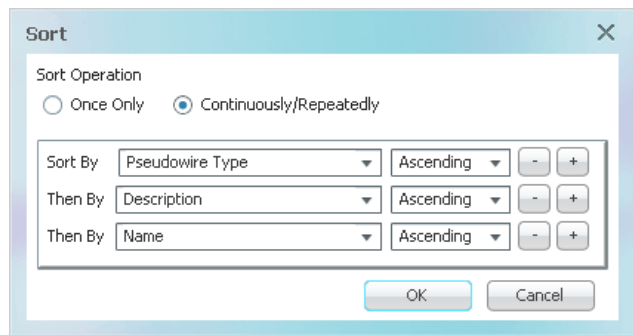 Sort
Sort Operation
Once Only Continuously/Repeatedly
Sort By Pseudowire Type Ascending - +
Then By Description Ascending - +
Then By Name Ascending - +
OK Cancel